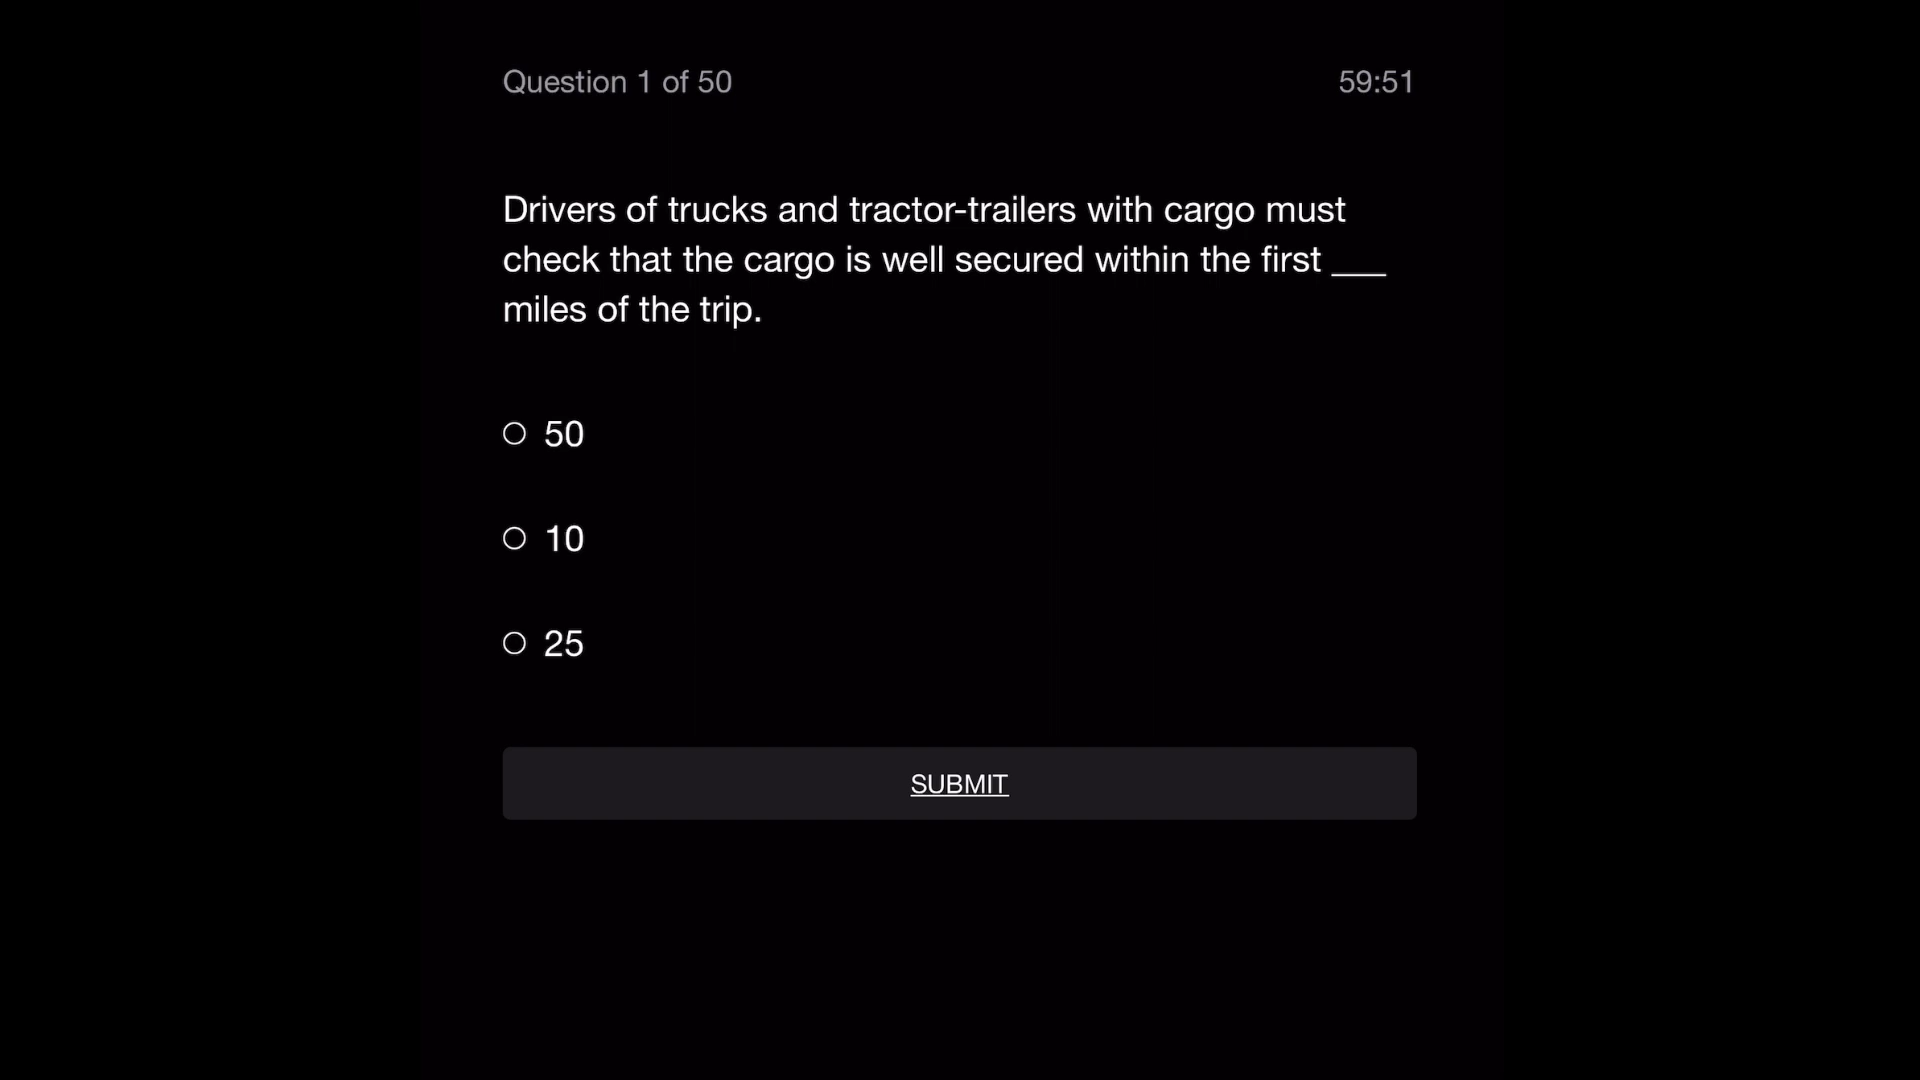 Question 1 of 50
59:51
Drivers of trucks and tractor-trailers with cargo must
check that the cargo is well secured within the first ___
miles of the trip.
50
10
25
SUBMIT